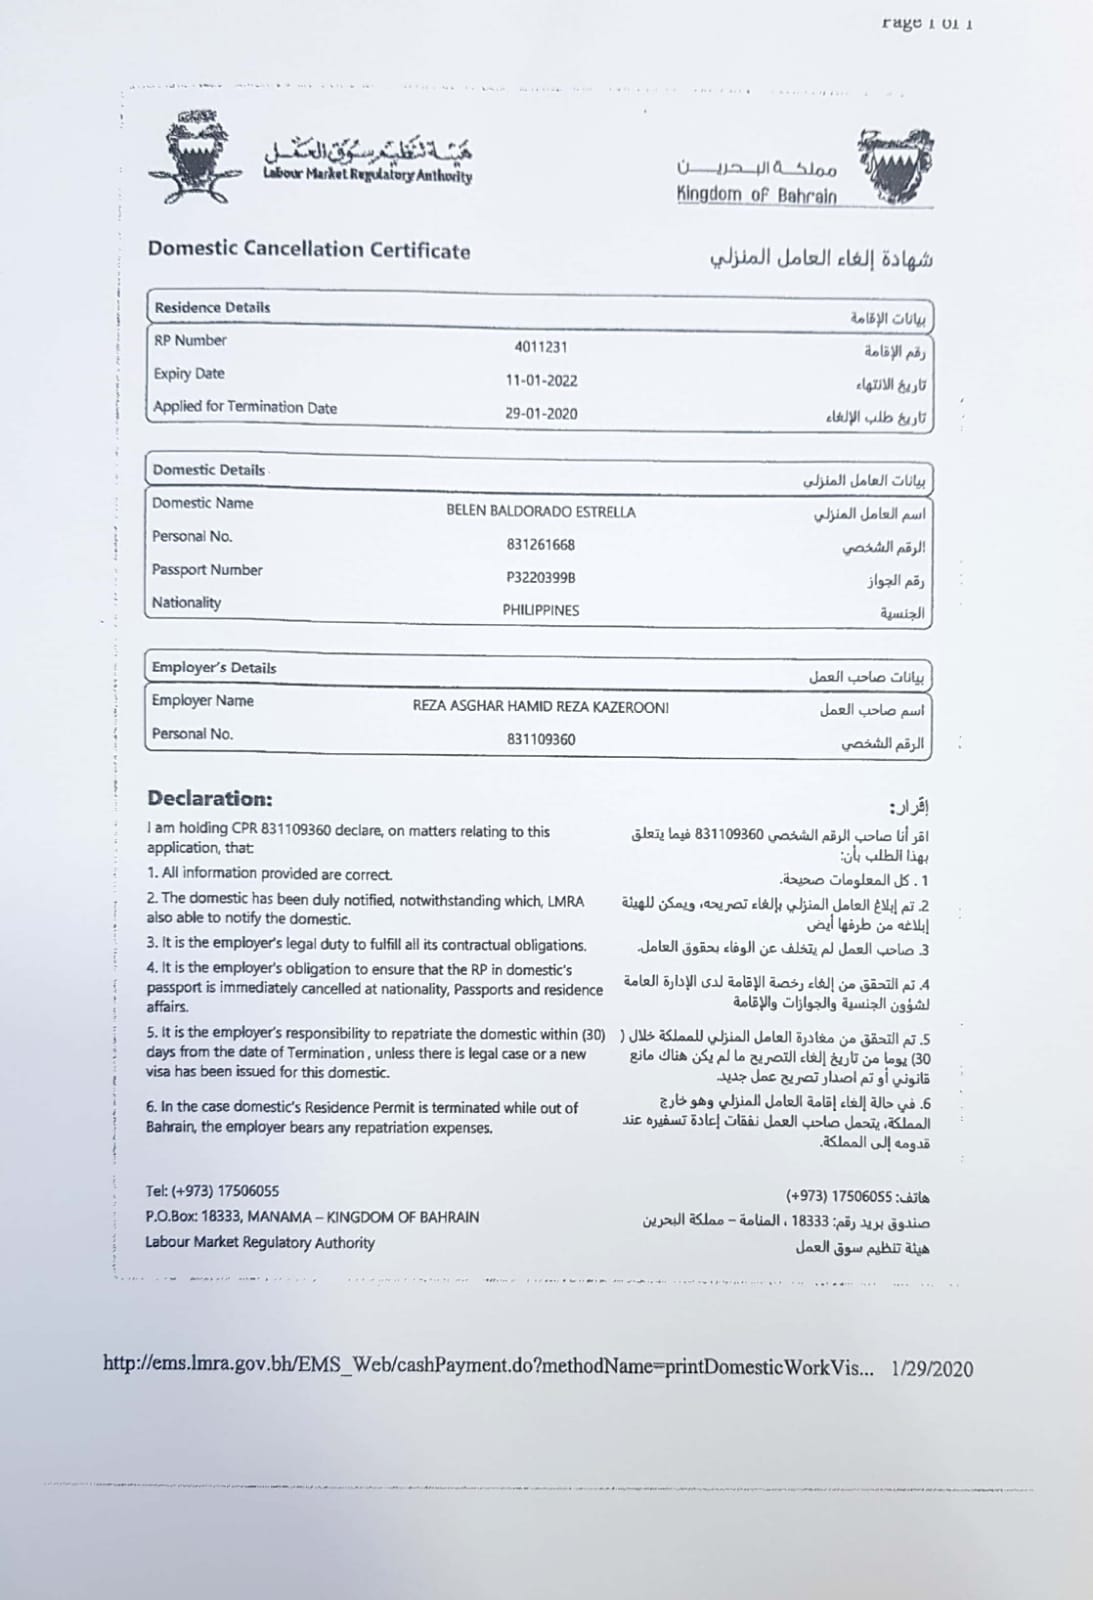 Page 1 of 1
هيئة تنظيم سوق العمل
Labour Market Regulatory Authority
مملكة البحرين
Kingdom of Bahrain
Domestic Cancellation Certificate
شهادة إلغاء العامل المنزلي
Residence Details بيانات الإقامة
RP Number 4011231 رقم الإقامة
Expiry Date 11-01-2022 تاريخ الانتهاء
Applied for Termination Date 29-01-2020 تاريخ طلب الإلغاء
Domestic Details بيانات العامل المنزلي
Domestic Name BELEN BALDORADO ESTRELLA اسم العامل المنزلي
Personal No. 831261668 الرقم الشخصي
Passport Number P3220399B رقم الجواز
Nationality PHILIPPINES الجنسية
Employer's Details بيانات صاحب العمل
Employer Name REZA ASGHAR HAMID REZA KAZEROONI اسم صاحب العمل
Personal No. 831109360 الرقم الشخصي
Declaration:
I am holding CPR 831109360 declare, on matters relating to this
application, that:
1. All information provided are correct.
2. The domestic has been duly notified, notwithstanding which, LMRA
also able to notify the domestic.
3. It is the employer's legal duty to fulfill all its contractual obligations.
4. It is the employer's obligation to ensure that the RP in domestic's
passport is immediately cancelled at nationality, Passports and residence
affairs.
5. It is the employer's responsibility to repatriate the domestic within (30)
days from the date of Termination , unless there is legal case or a new
visa has been issued for this domestic.
6. In the case domestic's Residence Permit is terminated while out of
Bahrain, the employer bears any repatriation expenses.
إقرار:
اقر أنا صاحب الرقم الشخصي 831109360 فيما يتعلق
بهذا الطلب بأن:
1 . كل المعلومات صحيحة.
2. تم إبلاغ العامل المنزلي بإلغاء تصريحه، ويمكن للهيئة
إبلاغه من طرفها أيض
3. صاحب العمل لم يتخلف عن الوفاء بحقوق العامل.
4. تم التحقق من إلغاء رخصة الإقامة لدى الإدارة العامة
لشؤون الجنسية والجوازات والإقامة
5. تم التحقق من مغادرة العامل المنزلي للمملكة خلال (
30) يوما من تاريخ إلغاء التصريح ما لم يكن هناك مانع
قانوني أو تم اصدار تصريح عمل جديد.
6. في حالة إلغاء إقامة العامل المنزلي وهو خارج
المملكة، يتحمل صاحب العمل نفقات إعادة تسفيره عند
قدومه إلى المملكة.
Tel: (+973) 17506055
P.O.Box: 18333, MANAMA – KINGDOM OF BAHRAIN
Labour Market Regulatory Authority
هاتف: 17506055 (973+)
صندوق بريد رقم: 18333 ، المنامة – مملكة البحرين
هيئة تنظيم سوق العمل
http://ems.lmra.gov.bh/EMS_Web/cashPayment.do?methodName=printDomesticWorkVis... 1/29/2020